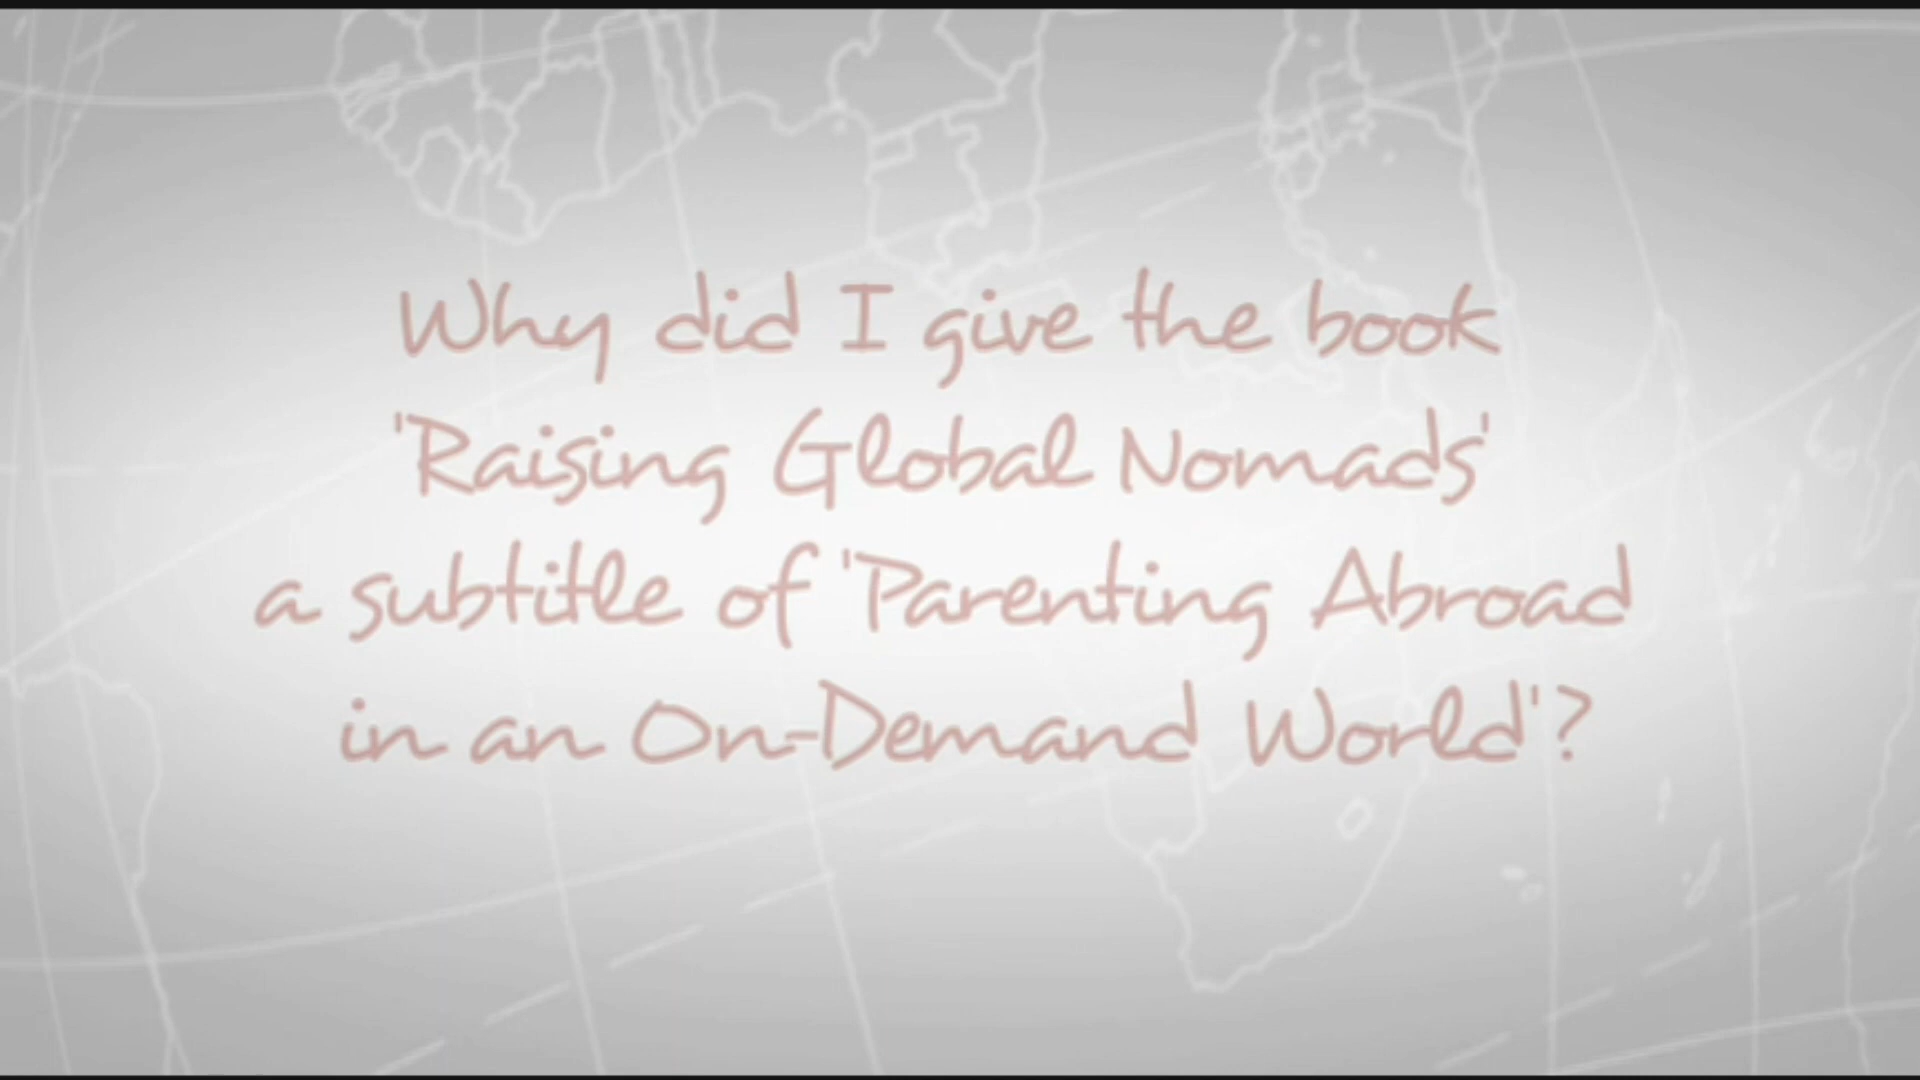 Why did I give the book
'Raising Global Nomads'
a subtitle of 'Parenting Abroad
in an On-Demand World'?